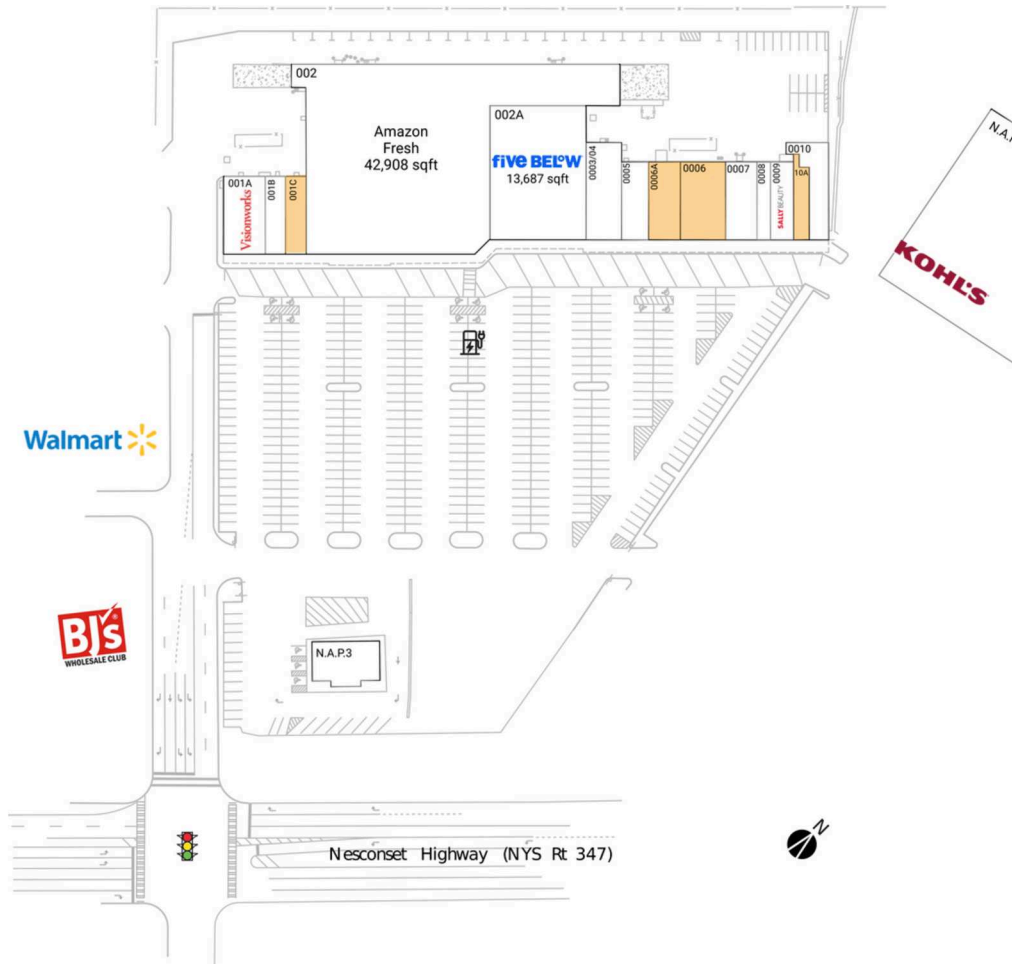 002
Amazon
Fresh
42,908 sqft
002A
five BELOW
13,687 sqft
0003/04
0005
0006A
0006
0007
0008
0009
SALLY BEAUTY
0010
10A
001A
Visionworks
001B
001C
KOHL'S
Walmart
BJ's
WHOLESALE CLUB
N.A.P.3
Nesconset Highway (NYS Rt 347)
N